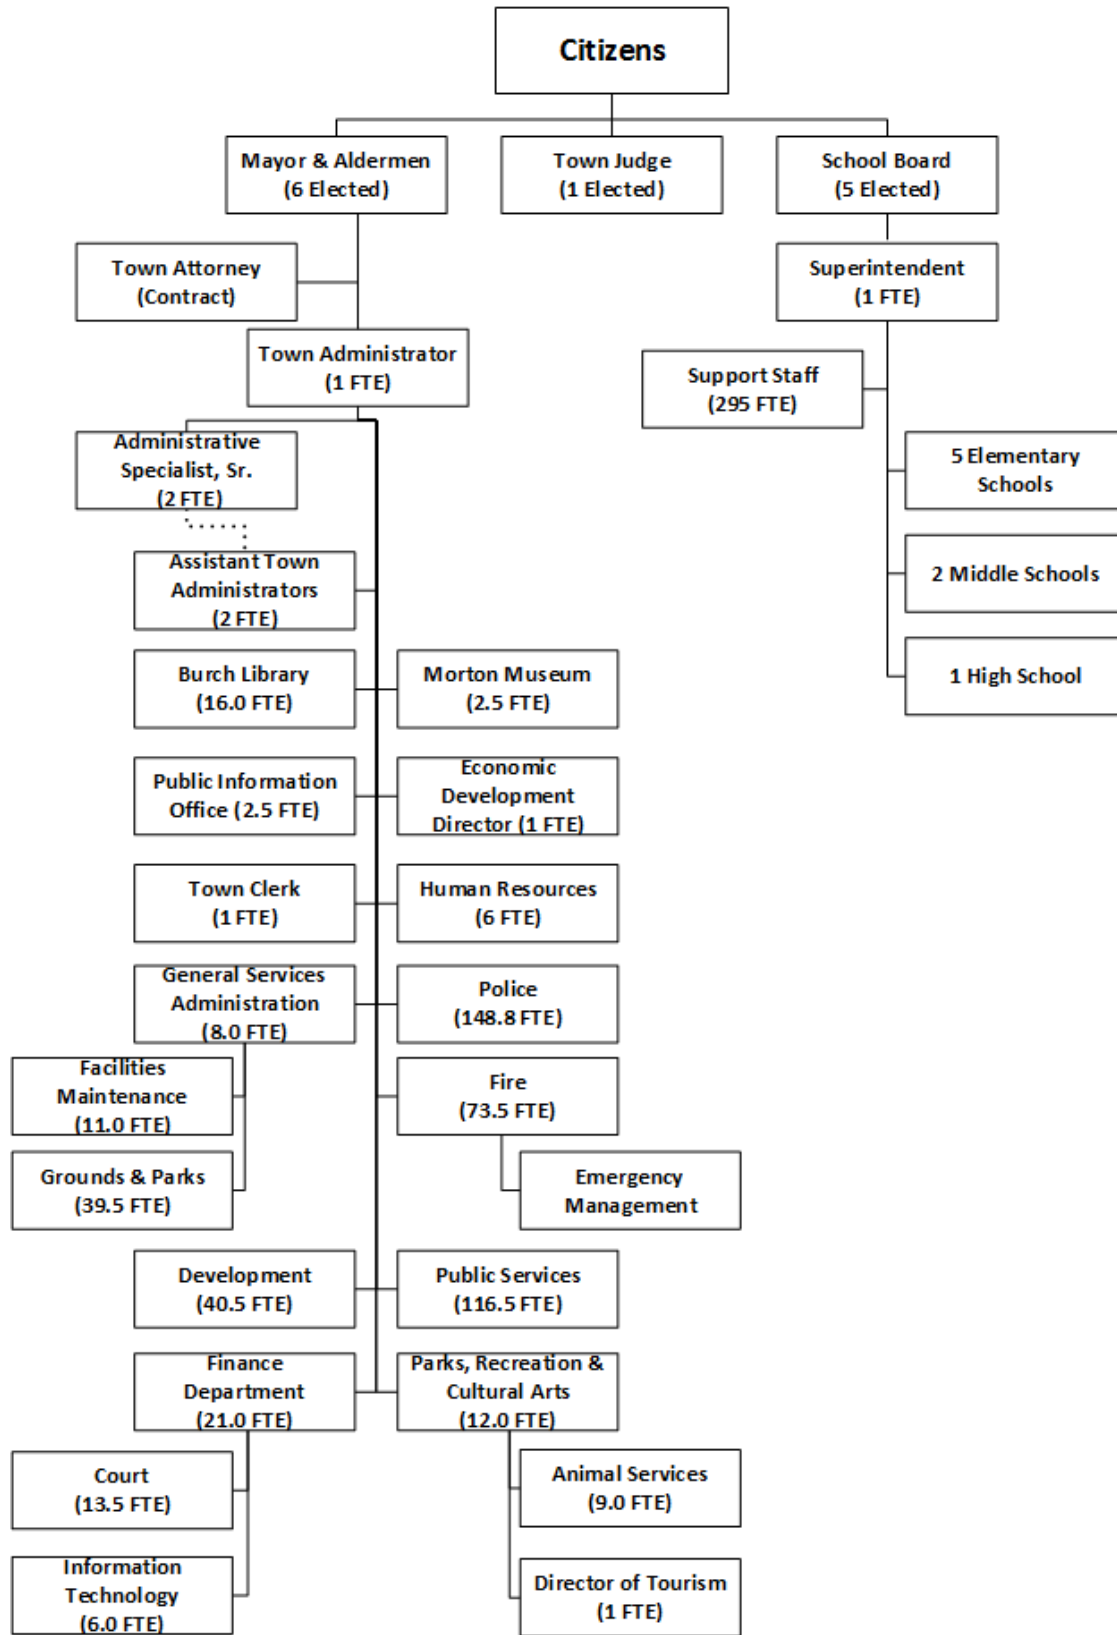 Citizens
Mayor & Aldermen
(6 Elected)
Town Judge
(1 Elected)
School Board
(5 Elected)
Town Attorney
(Contract)
Superintendent
(1 FTE)
Town Administrator
(1 FTE)
Support Staff
(295 FTE)
Administrative
Specialist, Sr.
(2 FTE)
5 Elementary
Schools
Assistant Town
Administrators
(2 FTE)
2 Middle Schools
Burch Library
(16.0 FTE)
Morton Museum
(2.5 FTE)
1 High School
Public Information
Office (2.5 FTE)
Economic
Development
Director (1 FTE)
Town Clerk
(1 FTE)
Human Resources
(6 FTE)
General Services
Administration
(8.0 FTE)
Police
(148.8 FTE)
Facilities
Maintenance
(11.0 FTE)
Fire
(73.5 FTE)
Grounds & Parks
(39.5 FTE)
Emergency
Management
Development
(40.5 FTE)
Public Services
(116.5 FTE)
Finance
Department
(21.0 FTE)
Parks, Recreation &
Cultural Arts
(12.0 FTE)
Court
(13.5 FTE)
Animal Services
(9.0 FTE)
Information
Technology
(6.0 FTE)
Director of Tourism
(1 FTE)